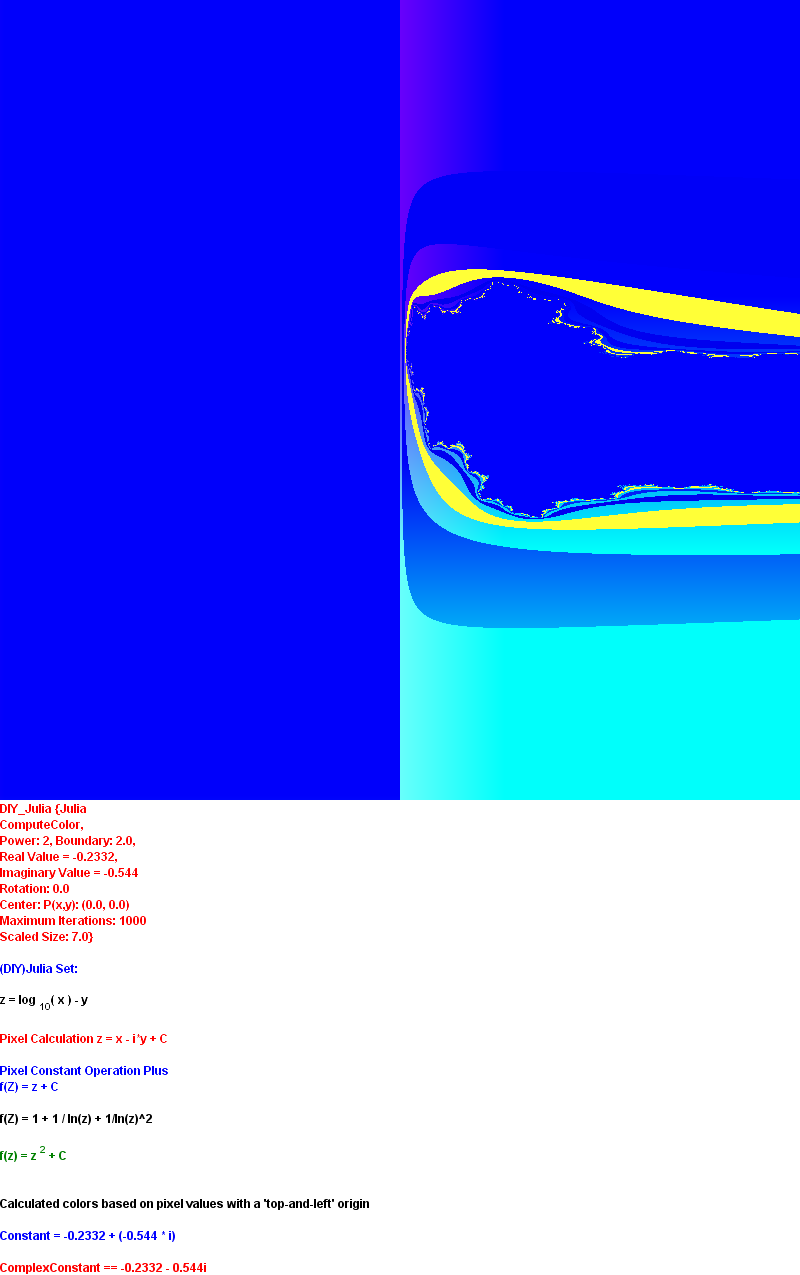 DIY_Julia {Julia
ComputeColor,
Power: 2, Boundary: 2.0,
Real Value = -0.2332,
Imaginary Value = -0.544
Rotation: 0.0
Center: P(x,y): (0.0, 0.0)
Maximum Iterations: 1000
Scaled Size: 7.0}
(DIY)Julia Set:
z = log 10( x ) - y
Pixel Calculation z = x - i*y + C
Pixel Constant Operation Plus
f(Z) = z + C
f(Z) = 1 + 1 / ln(z) + 1/ln(z)^2
f(z) = z 2 + C
Calculated colors based on pixel values with a 'top-and-left' origin
Constant = -0.2332 + (-0.544 * i)
ComplexConstant == -0.2332 - 0.544i